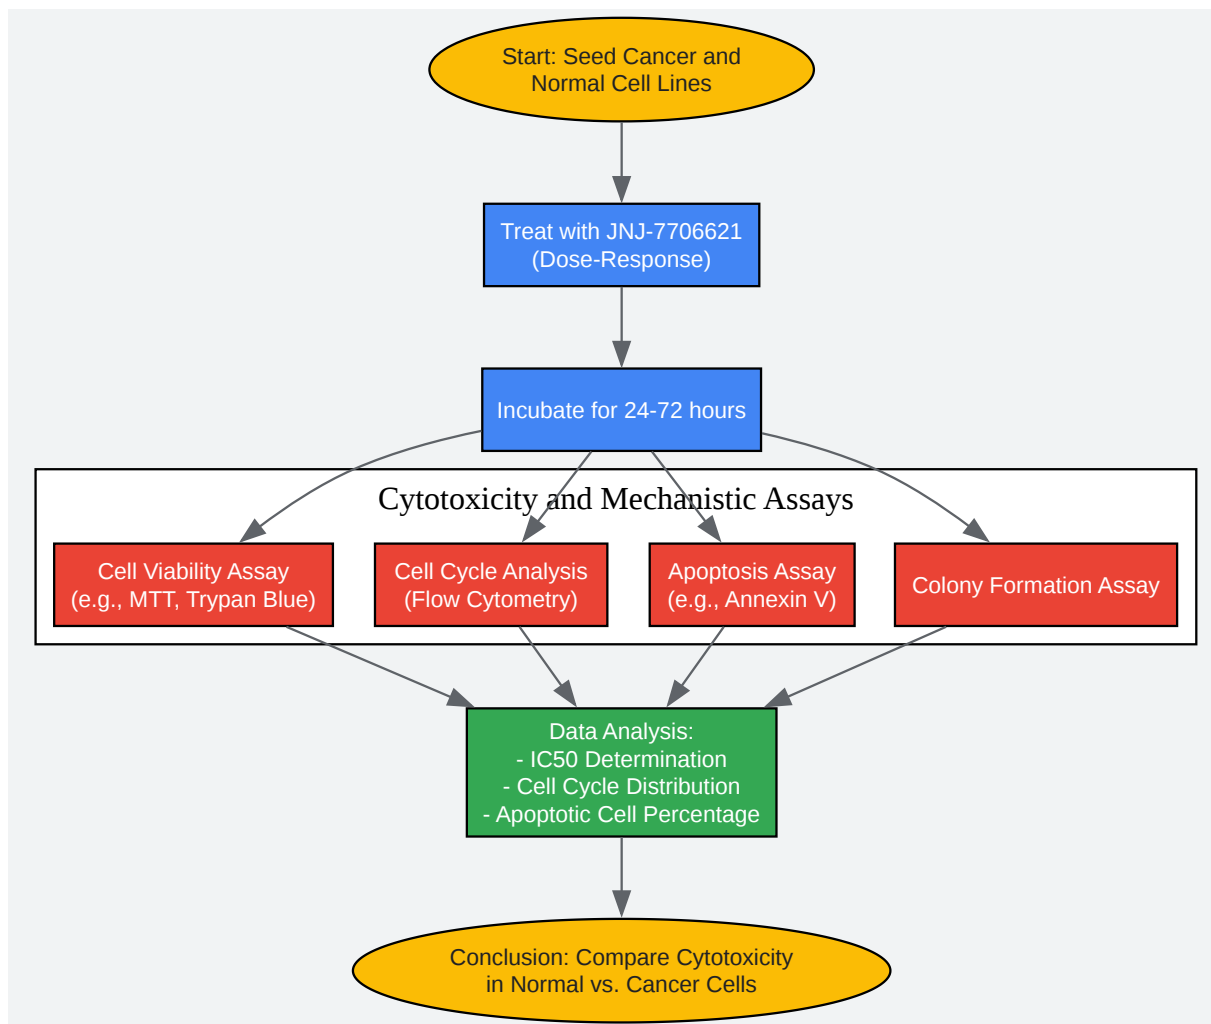 Start: Seed Cancer and
Normal Cell Lines
Treat with JNJ-7706621
(Dose-Response)
Incubate for 24-72 hours
Cytotoxicity and Mechanistic Assays
Cell Viability Assay
(e.g., MTT, Trypan Blue)
Cell Cycle Analysis
(Flow Cytometry)
Apoptosis Assay
(e.g., Annexin V)
Colony Formation Assay
Data Analysis:
- IC50 Determination
- Cell Cycle Distribution
- Apoptotic Cell Percentage
Conclusion: Compare Cytotoxicity
in Normal vs. Cancer Cells